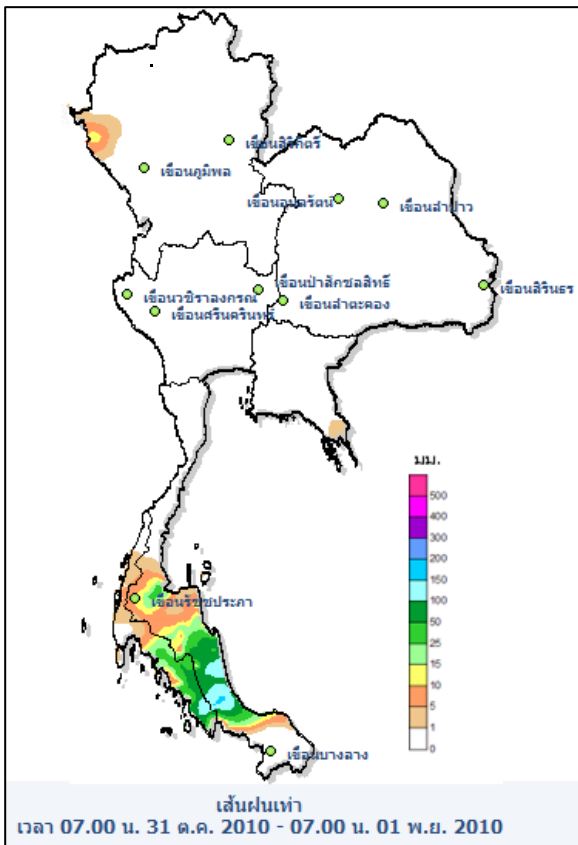 เขื่อนสิริกิตร์
เขื่อนภูมิพล
เขื่อนอุบลรัตน์
เขื่อนลำปาว
เขื่อนป่าสักชลสิทธิ์
เขื่อนสิรินธร
เขื่อนวชิราลงกรณ์
เขื่อนลำตะคอง
เขื่อนศรีนครินทร์
มม.
500
400
300
200
150
100
50
25
15
10
5
1
0
เขื่อนรัชชประภา
เขื่อนบางลาง
เส้นฝนเท่า
เวลา 07.00 น. 31 ต.ค. 2010 - 07.00 น. 01 พ.ย. 2010